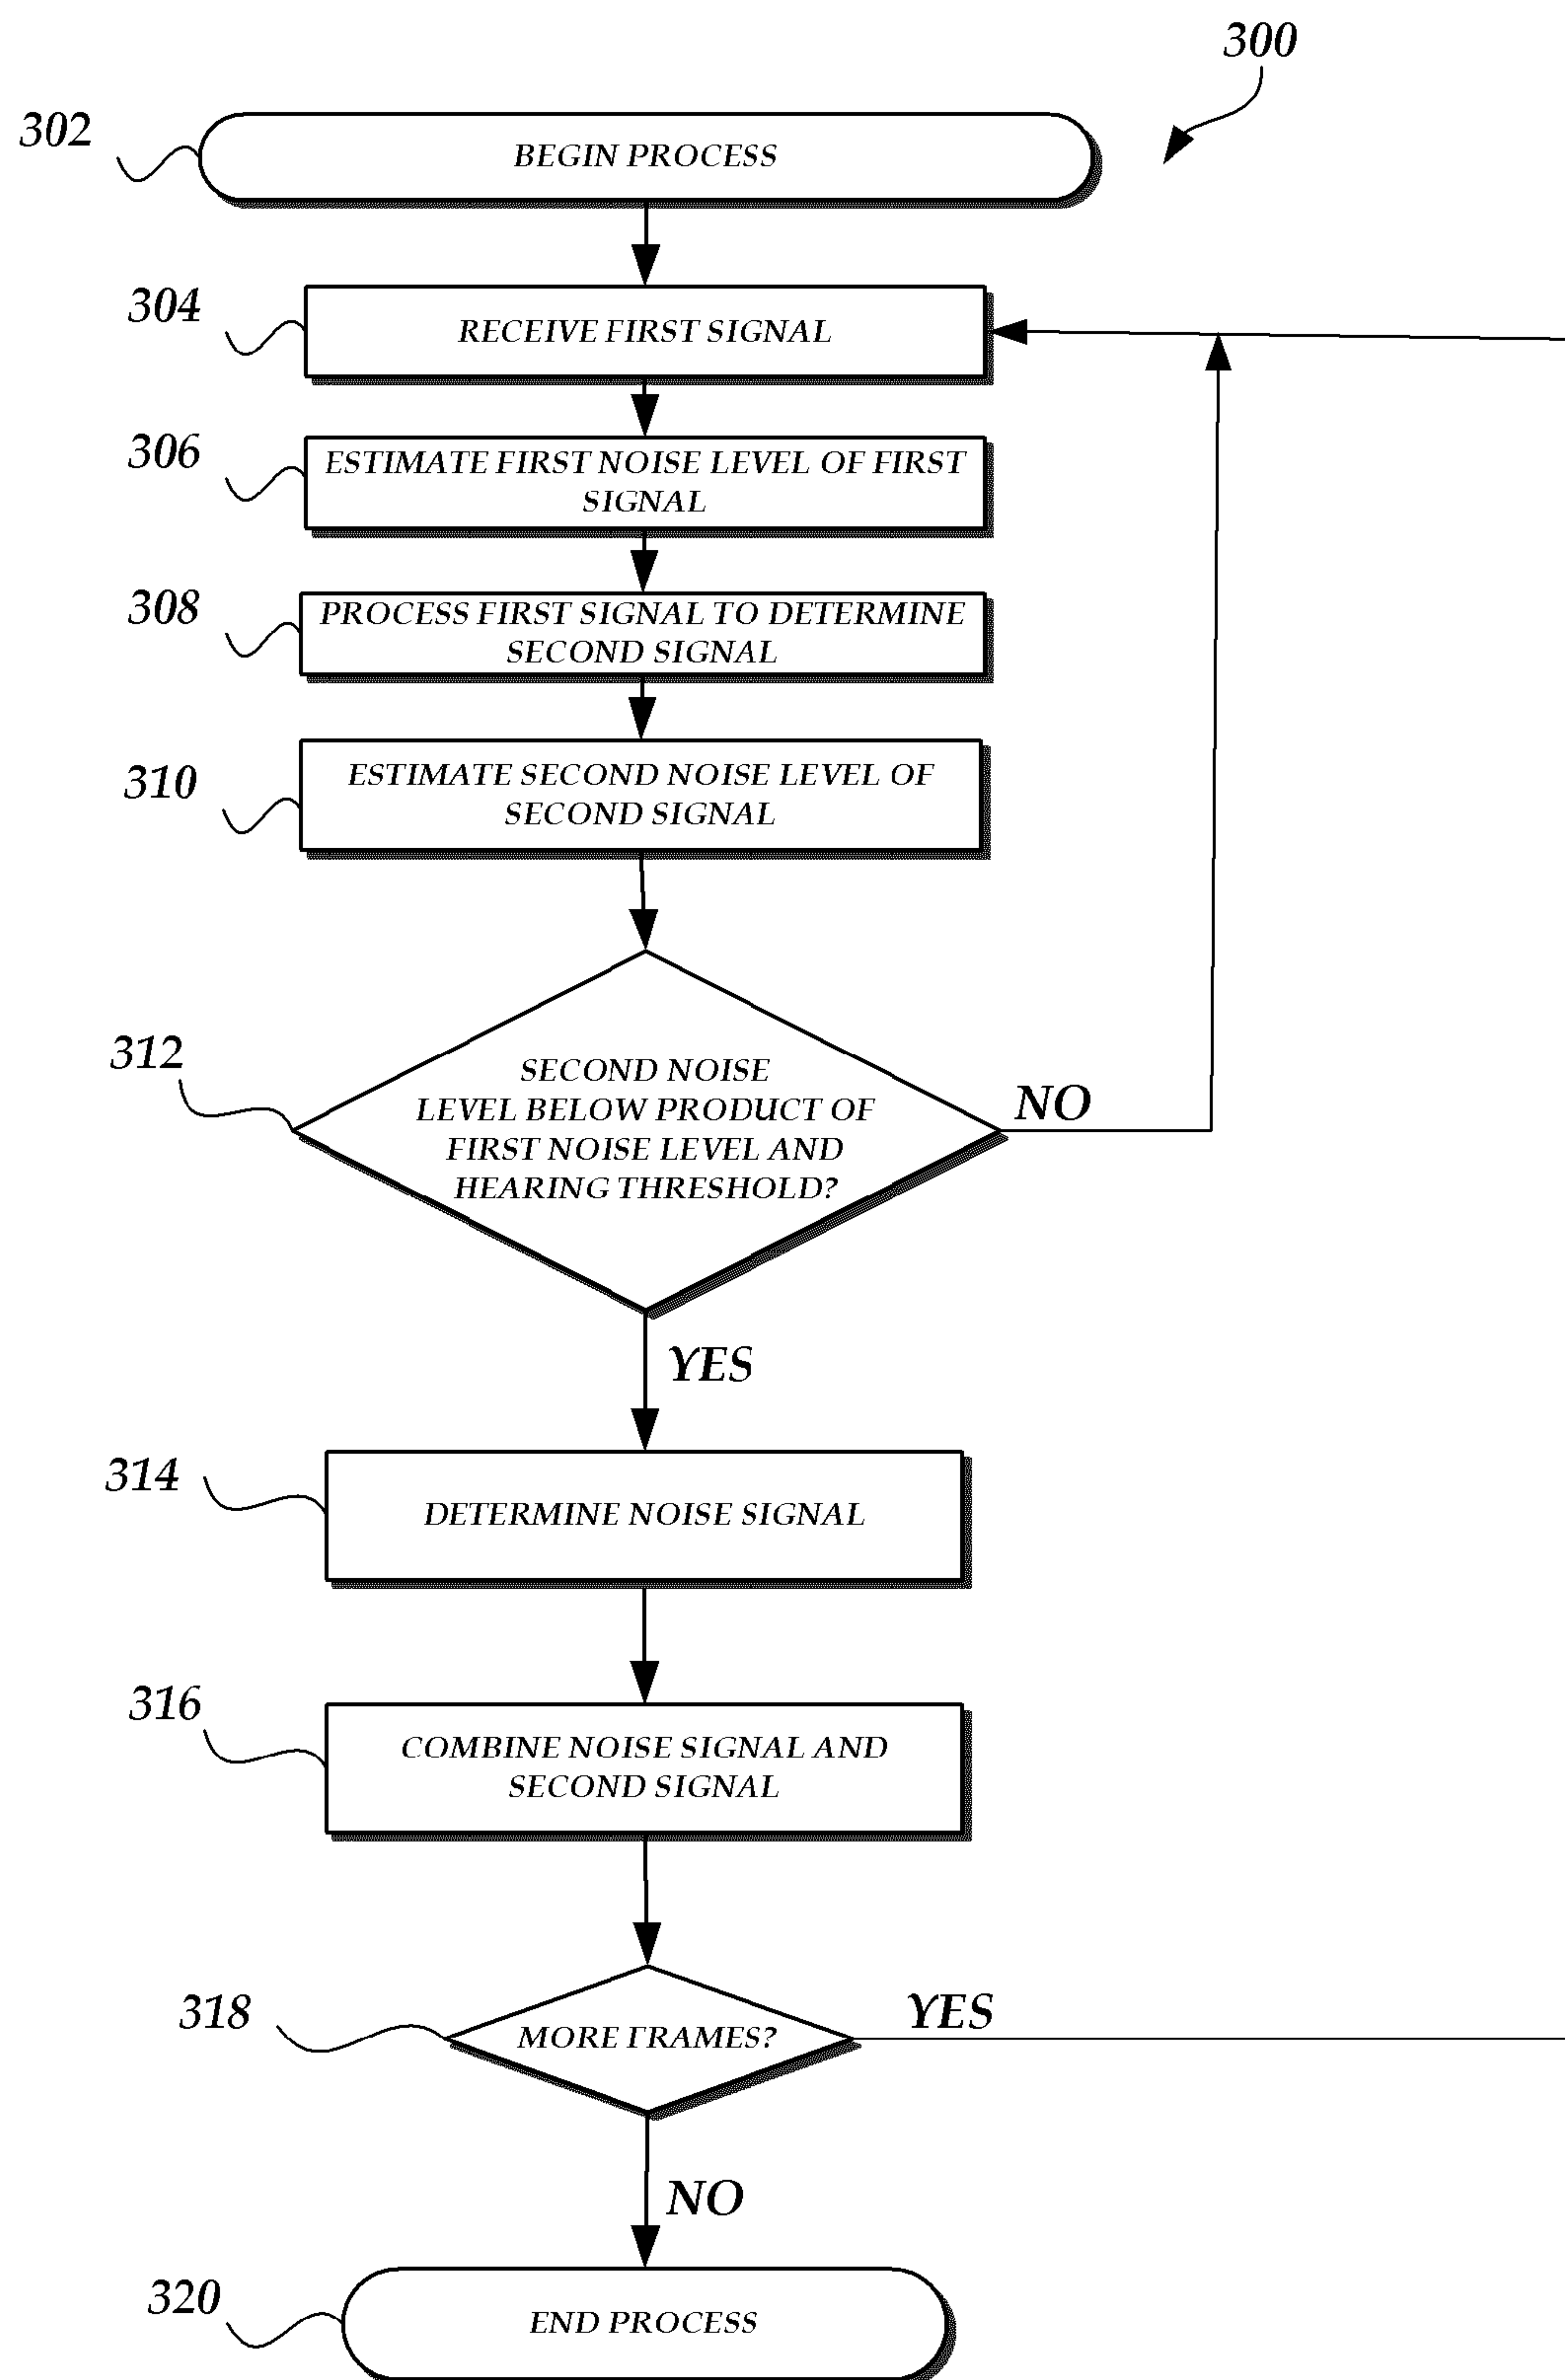 300
302
BEGIN PROCESS
304
RECEIVE FIRST SIGNAL
306
ESTIMATE FIRST NOISE LEVEL OF FIRST
SIGNAL
308
PROCESS FIRST SIGNAL TO DETERMINE
SECOND SIGNAL
310
ESTIMATE SECOND NOISE LEVEL OF
SECOND SIGNAL
312
SECOND NOISE
LEVEL BELOW PRODUCT OF
FIRST NOISE LEVEL AND
HEARING THRESHOLD?
NO
YES
314
DETERMINE NOISE SIGNAL
316
COMBINE NOISE SIGNAL AND
SECOND SIGNAL
318
MORE FRAMES?
YES
NO
320
END PROCESS